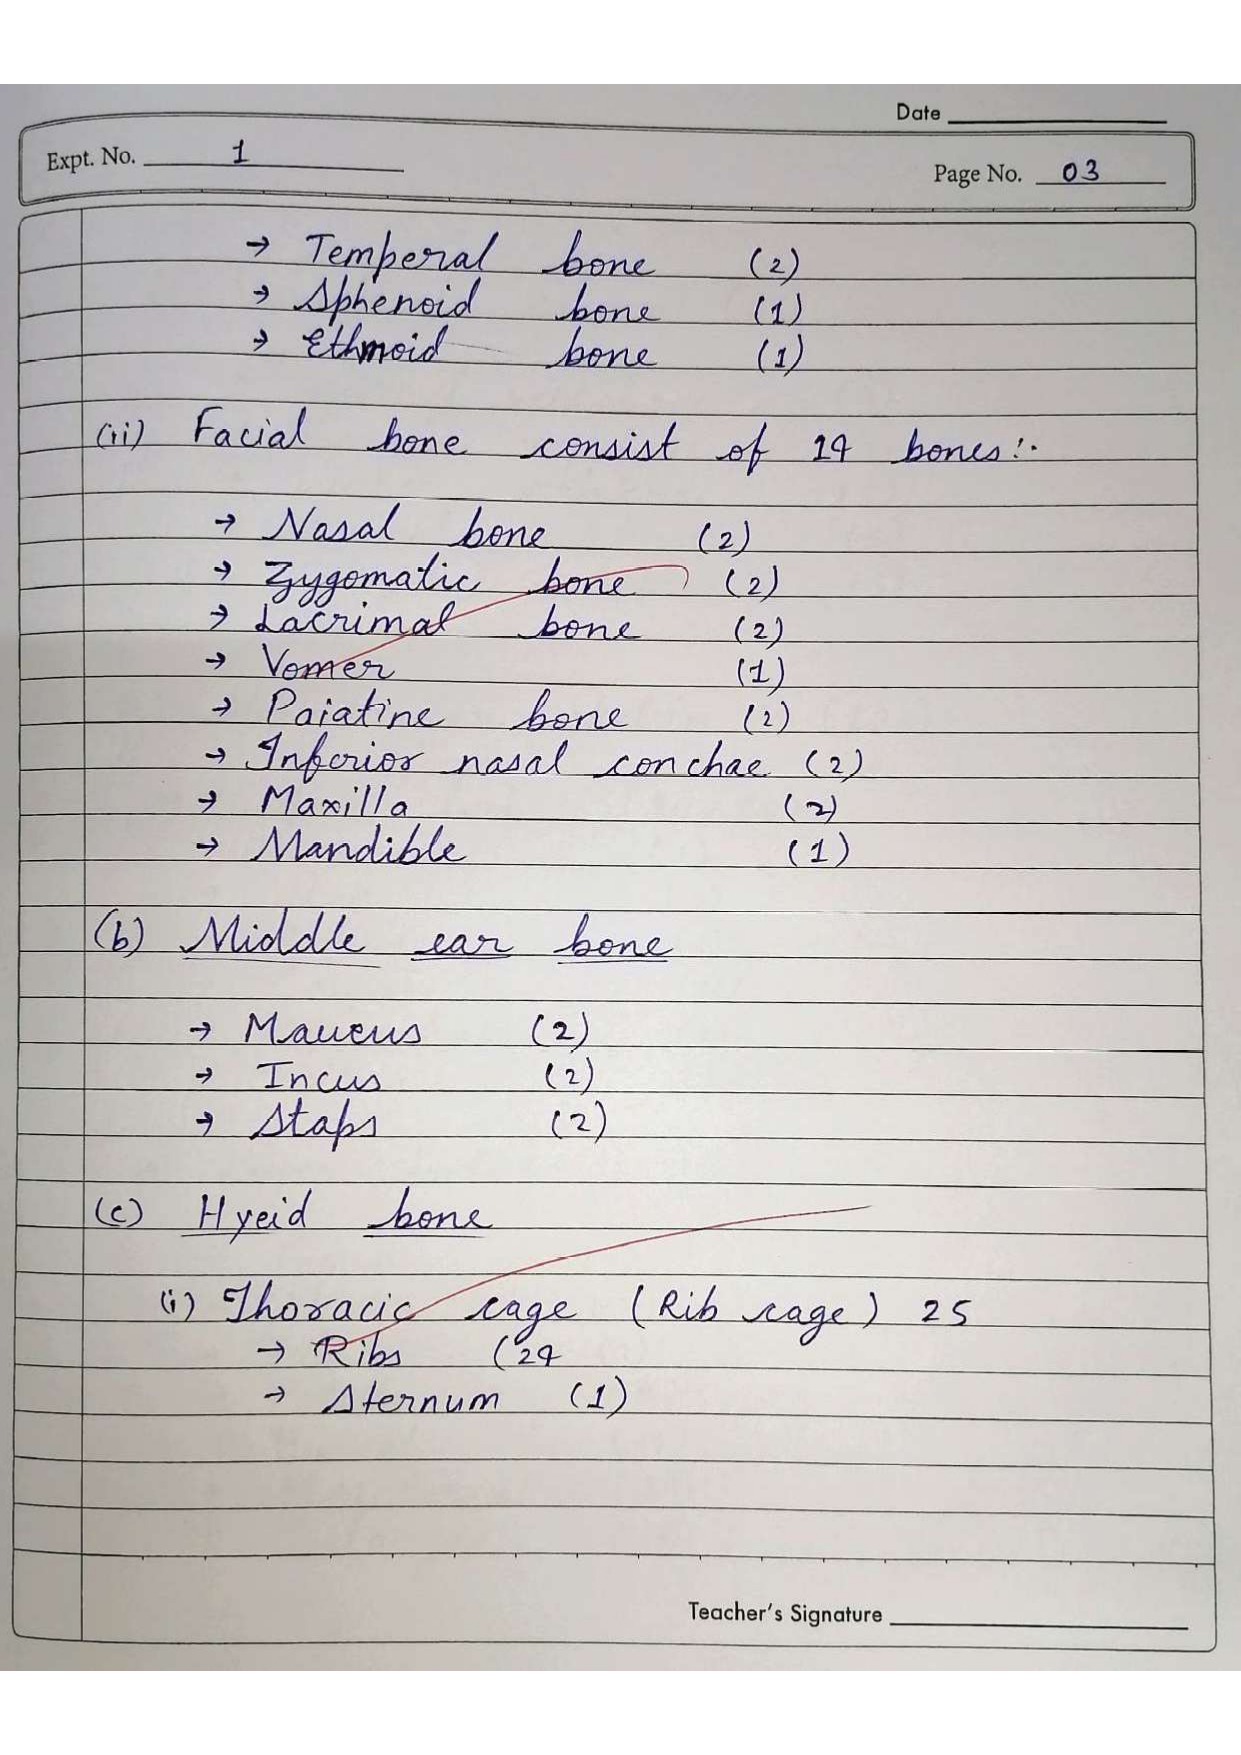 Date
Expt. No. 1
Page No. 03
→ Temperal bone (2)
→ Sphenoid bone (1)
→ Ethmoid bone (1)
(ii) Facial bone consist of 14 bones:-
→ Nasal bone (2)
→ Zygomatic bone (2)
→ Lacrimal bone (2)
→ Vomer (1)
→ Paiatine bone (2)
→ Inferior nasal conchae (2)
→ Maxilla (2)
→ Mandible (1)
(b) Middle ear bone
→ Maueus (2)
→ Incus (2)
→ Staps (2)
(c) Hyeid bone
(i) Thoracic cage (Rib cage) 25
→ Ribs (24
→ Sternum (1)
Teacher's Signature